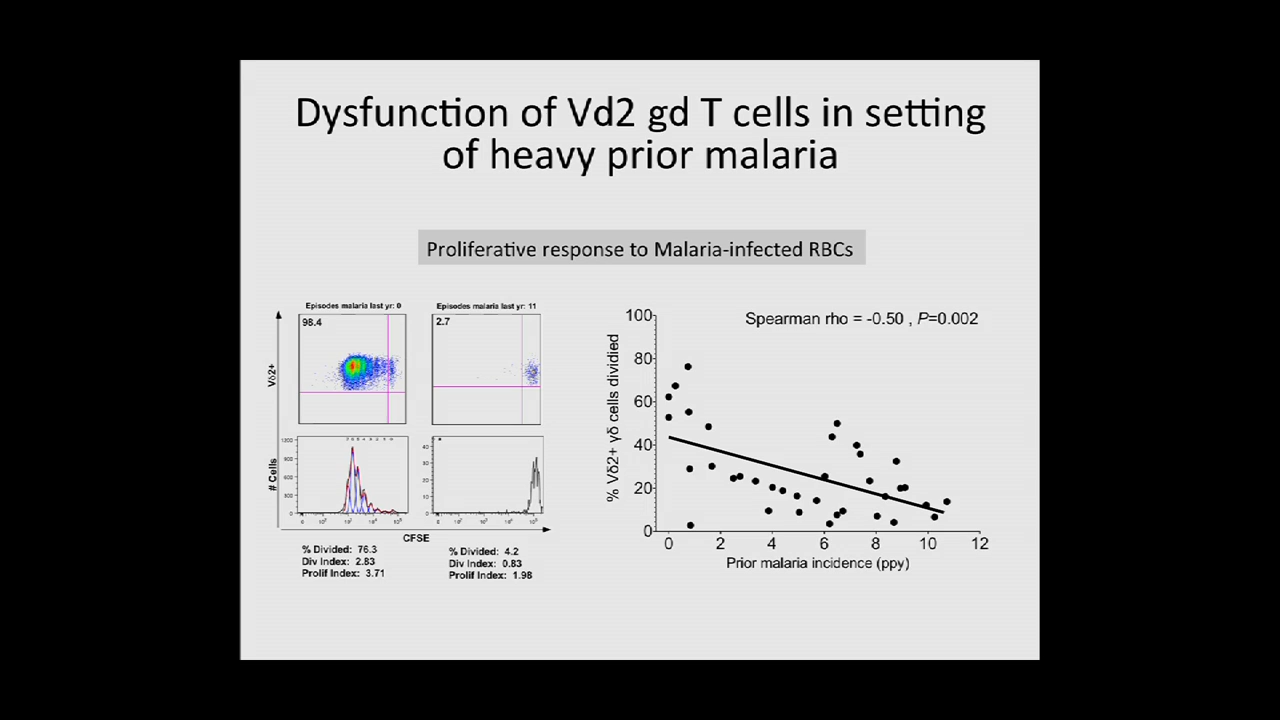 Dysfunction of Vd2 gd T cells in setting
of heavy prior malaria
Proliferative response to Malaria-infected RBCs
Episodes malaria last yr: 0
98.4
Episodes malaria last yr: 11
2.7
Vδ2+
# Cells
CFSE
% Divided: 76.3
Div Index: 2.83
Prolif Index: 3.71
% Divided: 4.2
Div Index: 0.83
Prolif Index: 1.98
Spearman rho = -0.50 , P=0.002
% Vδ2+ γδ cells dividied
100
80
60
40
20
0
0 2 4 6 8 10 12
Prior malaria incidence (ppy)